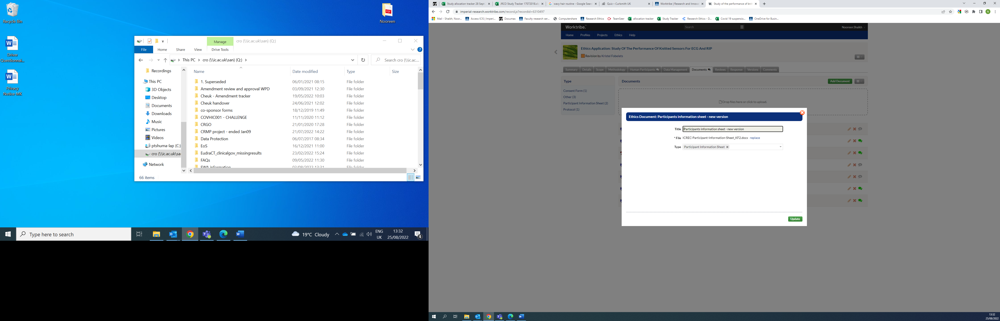 Recycle Bin
Driver
Questionnai...
Privacy
Notice-MK
PDF
Nooreen
Manage
cro (\\ic.ac.uk\san) (Q:)
File
Home
Share
View
Drive Tools
This PC
cro (\\ic.ac.uk\san) (Q:)
Search cro (\\ic.ac....
Recordings
This PC
3D Objects
Desktop
Documents
Downloads
Music
Pictures
Videos
ptshuma-lap (C:)
cro (\\ic.ac.uk\sa
Network
Name Date modified Type Size
1. Superseded 06/01/2021 08:15 File folder
Amendment review and approval WPD 03/09/2021 12:30 File folder
Cheuk - Amendment tracker 19/05/2022 10:03 File folder
Cheuk handover 24/06/2021 12:02 File folder
co-sponsor forms 18/12/2019 11:49 File folder
COVHIC001 - CHALLENGE 11/11/2020 11:12 File folder
CRGO 21/01/2020 17:28 File folder
CRMP project - ended Jan09 21/07/2022 14:22 File folder
Data Protection 06/07/2017 08:34 File folder
EoS 16/12/2021 11:00 File folder
EudraCT_clinicalgov_missingresults 23/02/2022 15:24 File folder
FAQs 09/05/2022 11:30 File folder
FWA information 03/08/2022 13:31 File folder
66 items
Type here to search
19°C Cloudy
ENG
UK
13:32
25/08/2022
4
Study allocation tracker 28 Sept
JRCO Study Tracker 17072018.xls
wavy hair routine - Google Searc
Quiz – Curlsmith UK
Worktribe | Research and Innovat
Study of the performance of knit
imperial-research.worktribe.com/record.jx?recordid=6310497
Mail - Shaikh, Noor...
Access ICIS | Imperi...
Documas
Faculty research ser...
Computershare
Research Ethics
TeamSeer
allocation tracker
Study Tracker
Research Ethics - D...
Covid 19 suspensio...
OneDrive for Busin...
Worktribe.
Search
Nooreen Shaikh
Home
Profiles
Projects
Ethics
Help
Ethics Application: Study Of The Performance Of Knitted Sensors For ECG And RIP
Revision by Kristel Fobelets
Summary
Details
Scope
Methodology
Human Participants
Data Management
Documents
Reviews
Response
Versions
Comments
Type
Consent Form (1)
Other (3)
Participant Information Sheet (2)
Protocol (1)
Documents
Add Document
Drop files here or click to upload.
Ethics Document: Participants information sheet - new version
Title Participants information sheet - new version
* File ICREC-Participant-Information-Sheet_KF2.docx replace
Type Participant Information Sheet
Update
13:32
25/08/2022